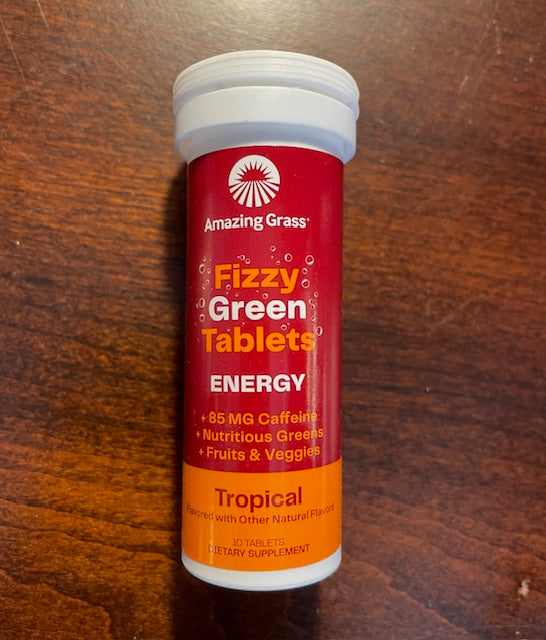 Amazing Grass®
Fizzy
Green
Tablets
ENERGY
+ 85 MG Caffeine
+ Nutritious Greens
+ Fruits & Veggies
Tropical
Flavored with Other Natural Flavors
10 TABLETS
DIETARY SUPPLEMENT